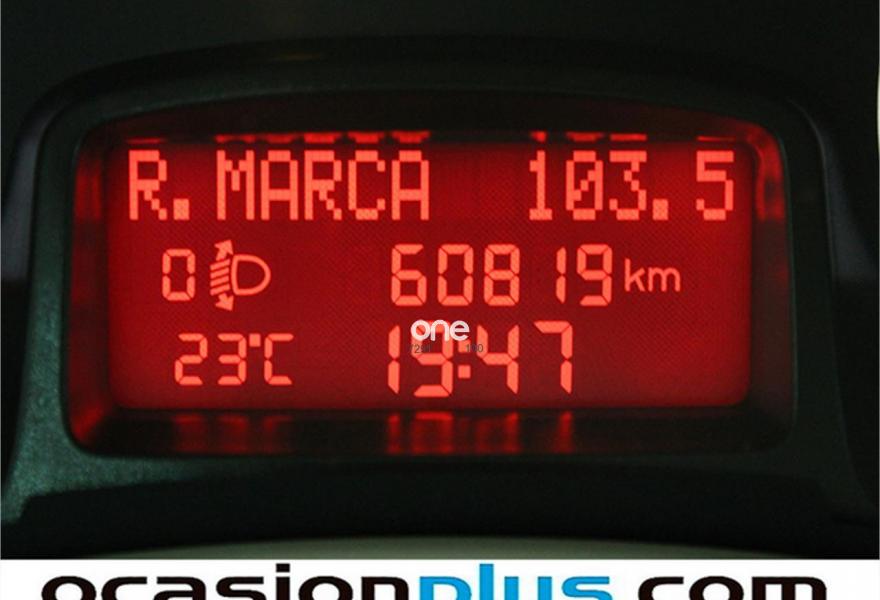 R.MARCA 103.5
0 60819 km
one
23°C 19:47
ocasionplus.com